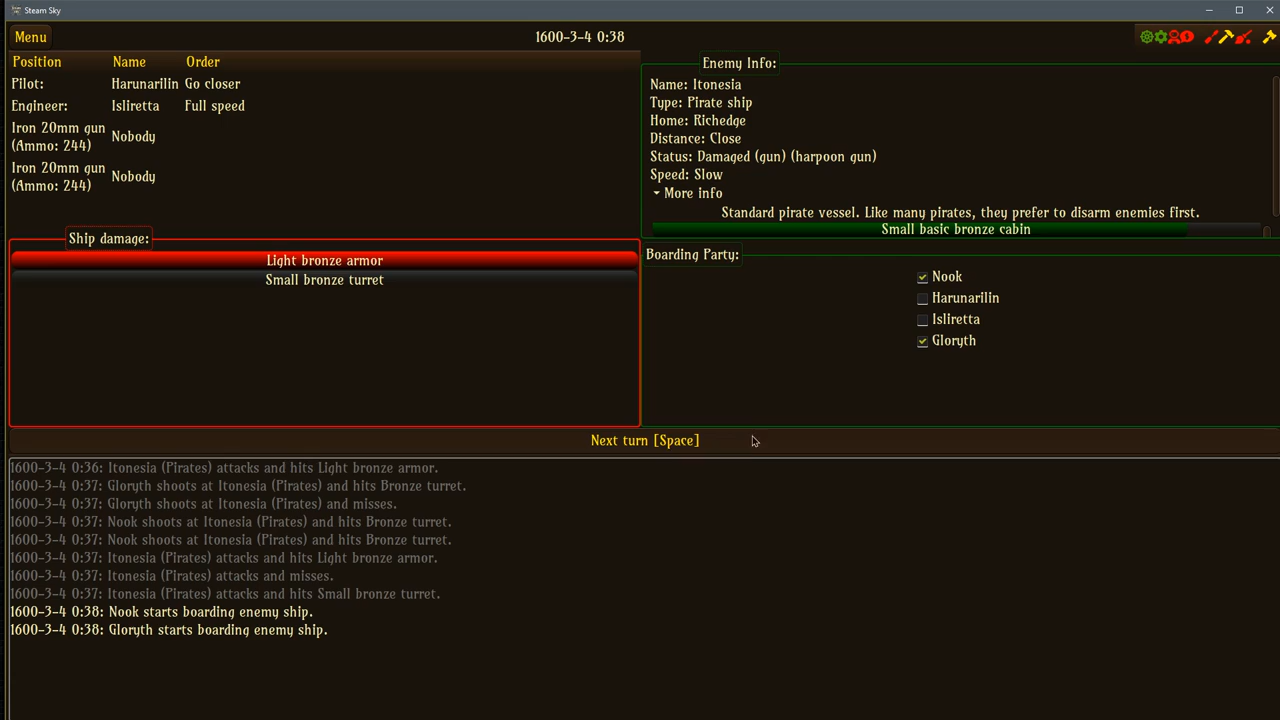 Steam Sky
Menu
1600-3-4 0:38
Position Name Order
Pilot: Harunarilin Go closer
Engineer: Isliretta Full speed
Iron 20mm gun
(Ammo: 244) Nobody
Iron 20mm gun
(Ammo: 244) Nobody
Enemy Info:
Name: Itonesia
Type: Pirate ship
Home: Richedge
Distance: Close
Status: Damaged (gun) (harpoon gun)
Speed: Slow
More info
Standard pirate vessel. Like many pirates, they prefer to disarm enemies first.
Small basic bronze cabin
Ship damage:
Light bronze armor
Small bronze turret
Boarding Party:
Nook
Harunarilin
Isliretta
Gloryth
Next turn [Space]
1600-3-4 0:36: Itonesia (Pirates) attacks and hits Light bronze armor.
1600-3-4 0:37: Gloryth shoots at Itonesia (Pirates) and hits Bronze turret.
1600-3-4 0:37: Gloryth shoots at Itonesia (Pirates) and misses.
1600-3-4 0:37: Nook shoots at Itonesia (Pirates) and hits Bronze turret.
1600-3-4 0:37: Nook shoots at Itonesia (Pirates) and hits Bronze turret.
1600-3-4 0:37: Itonesia (Pirates) attacks and hits Light bronze armor.
1600-3-4 0:37: Itonesia (Pirates) attacks and misses.
1600-3-4 0:37: Itonesia (Pirates) attacks and hits Small bronze turret.
1600-3-4 0:38: Nook starts boarding enemy ship.
1600-3-4 0:38: Gloryth starts boarding enemy ship.